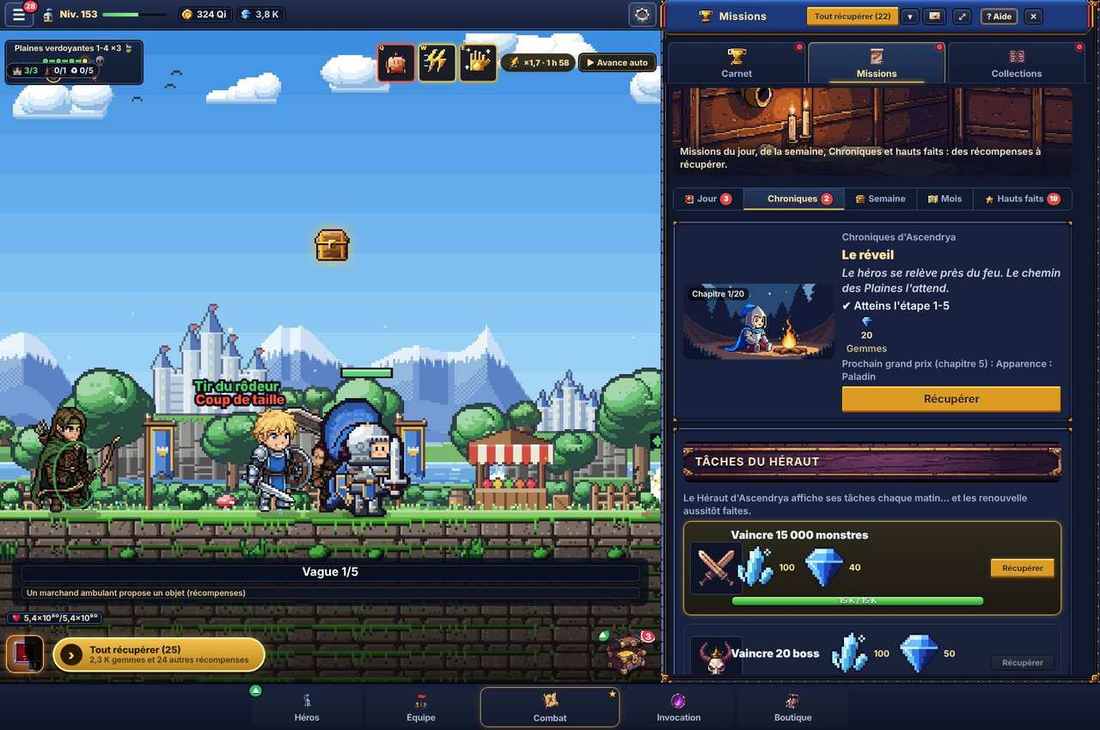 28
Niv. 153
324 Qi
3,8 K
Missions
Tout récupérer (22)
? Aide
Plaines verdoyantes 1-4 ×3
3/3
0/1
0/5
×1,7 · 1 h 58
Avance auto
Carnet
Missions
Collections
Missions du jour, de la semaine, Chroniques et hauts faits : des récompenses à
récupérer.
Jour 3
Chroniques 2
Semaine
Mois
Hauts faits 18
Chroniques d'Ascendrya
Le réveil
Le héros se relève près du feu. Le chemin
des Plaines l'attend.
Chapitre 1/20
✔ Atteins l'étape 1-5
20
Gemmes
Prochain grand prix (chapitre 5) : Apparence :
Paladin
Récupérer
Tir du rôdeur
Coup de taille
TÂCHES DU HÉRAUT
Le Héraut d'Ascendrya affiche ses tâches chaque matin... et les renouvelle
aussitôt faites.
Vaincre 15 000 monstres
100
40
Récupérer
15 K / 15 K
Vaincre 20 boss
100
50
Récupérer
Vague 1/5
Un marchand ambulant propose un objet (récompenses)
Tout récupérer (25)
2,3 K gemmes et 24 autres récompenses
3
Héros
Équipe
Combat
Invocation
Boutique